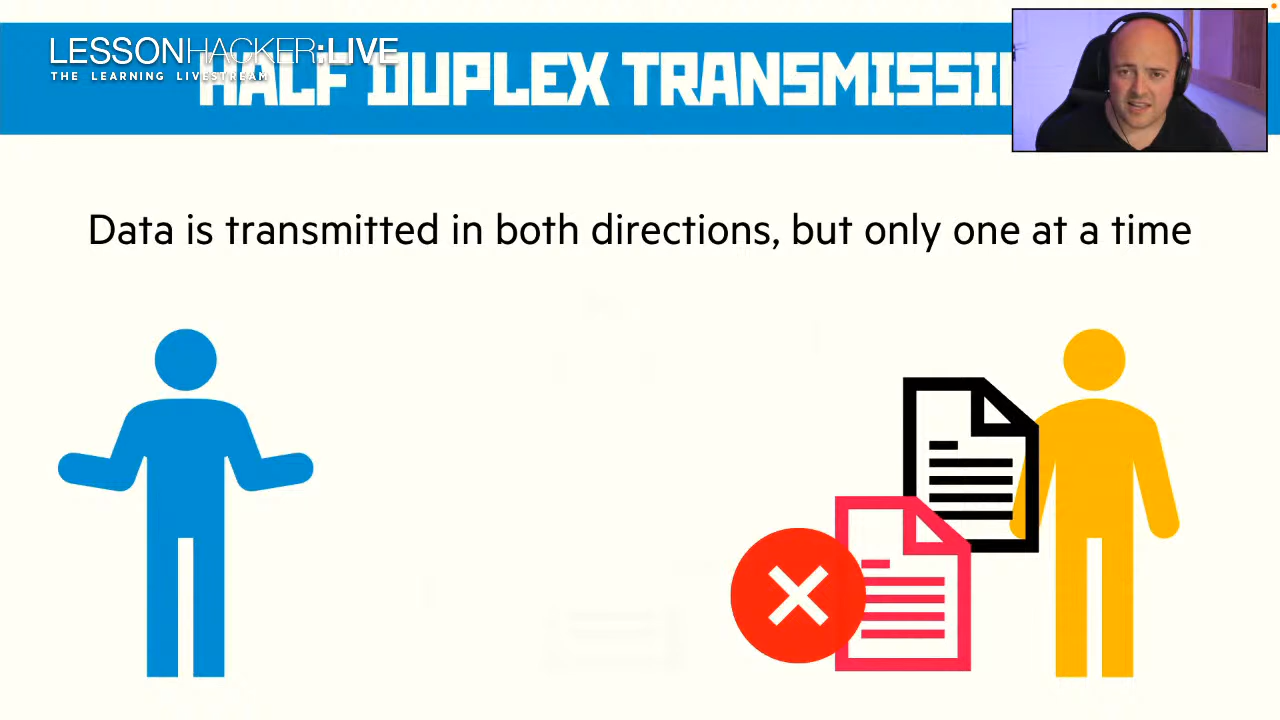 LESSONHACKER:LIVE
THE LEARNING LIVESTREAM
HALF DUPLEX TRANSMISSI
Data is transmitted in both directions, but only one at a time